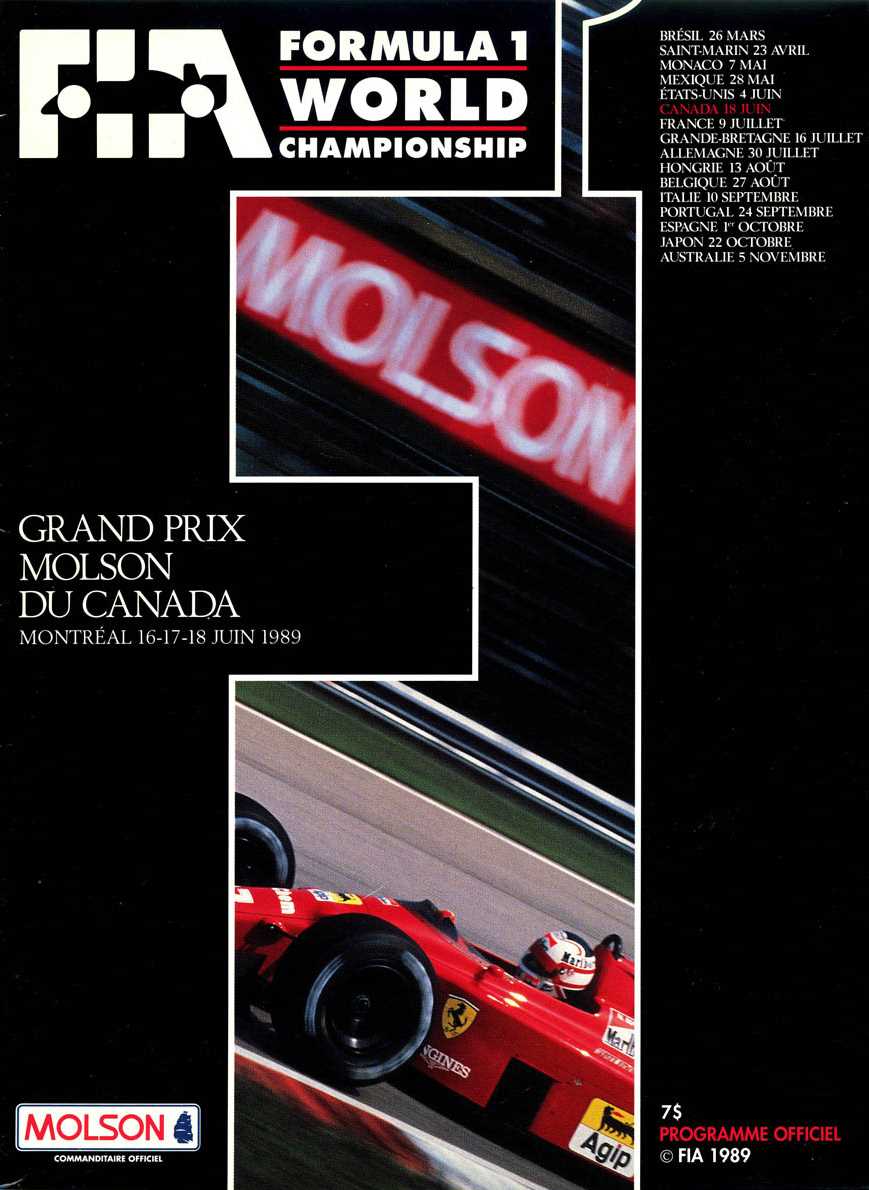 FIA
FORMULA 1
WORLD
CHAMPIONSHIP
BRÉSIL 26 MARS
SAINT-MARIN 23 AVRIL
MONACO 7 MAI
MEXIQUE 28 MAI
ÉTATS-UNIS 4 JUIN
CANADA 18 JUIN
FRANCE 9 JUILLET
GRANDE-BRETAGNE 16 JUILLET
ALLEMAGNE 30 JUILLET
HONGRIE 13 AOÛT
BELGIQUE 27 AOÛT
ITALIE 10 SEPTEMBRE
PORTUGAL 24 SEPTEMBRE
ESPAGNE 1er OCTOBRE
JAPON 22 OCTOBRE
AUSTRALIE 5 NOVEMBRE
MOLSON
GRAND PRIX
MOLSON
DU CANADA
MONTRÉAL 16-17-18 JUIN 1989
Marlb
Marlb
NGINES
Agip
MOLSON
COMMANDITAIRE OFFICIEL
7$
PROGRAMME OFFICIEL
© FIA 1989